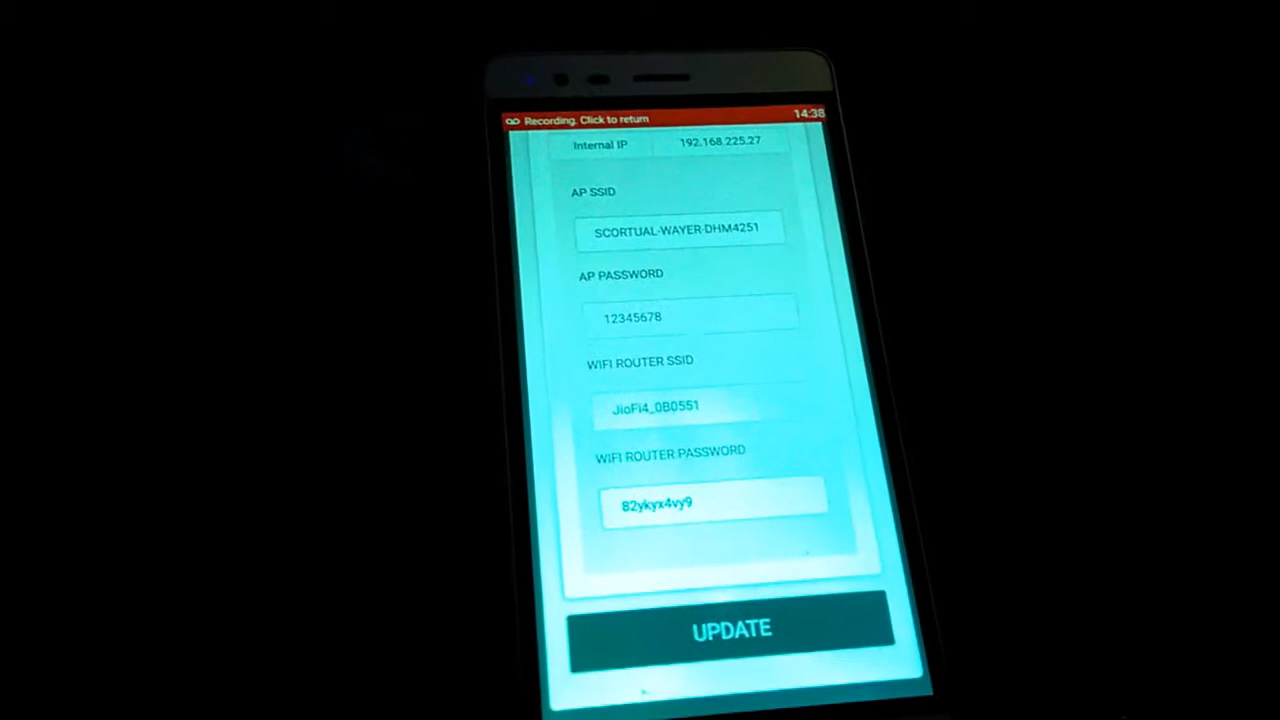 Recording. Click to return 14:38
Internal IP 192.168.225.27
AP SSID
SCORTUAL-WAYER-DHM4251
AP PASSWORD
12345678
WIFI ROUTER SSID
JioFi4_0B0551
WIFI ROUTER PASSWORD
82ykyx4vy9
UPDATE